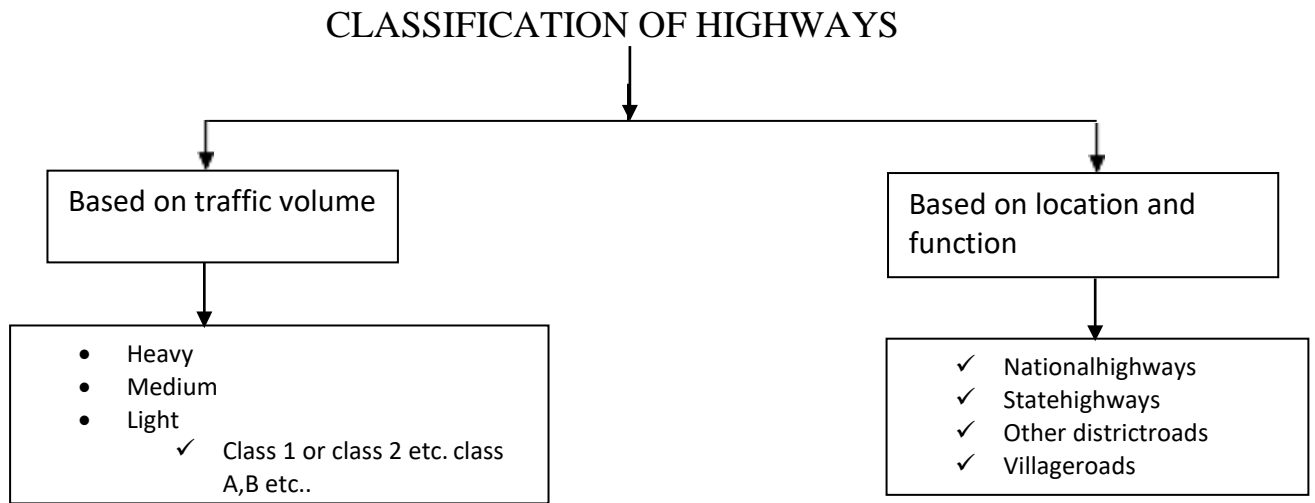 CLASSIFICATION OF HIGHWAYS
Based on traffic volume
Based on location and
function
• Heavy
• Medium
• Light
✓ Class 1 or class 2 etc. class
A,B etc..
✓ Nationalhighways
✓ Statehighways
✓ Other districtroads
✓ Villageroads